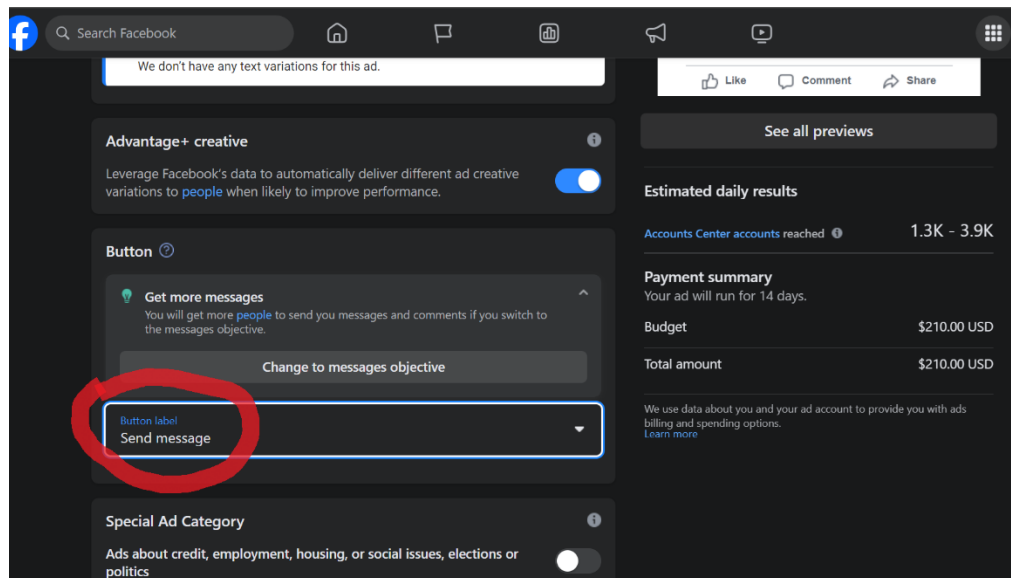 Search Facebook
We don't have any text variations for this ad.
Advantage+ creative
Leverage Facebook's data to automatically deliver different ad creative
variations to people when likely to improve performance.
Button
Get more messages
You will get more people to send you messages and comments if you switch to
the messages objective.
Change to messages objective
Button label
Send message
Special Ad Category
Ads about credit, employment, housing, or social issues, elections or
politics
Like Comment Share
See all previews
Estimated daily results
Accounts Center accounts reached 1.3K - 3.9K
Payment summary
Your ad will run for 14 days.
Budget $210.00 USD
Total amount $210.00 USD
We use data about you and your ad account to provide you with ads
billing and spending options.
Learn more